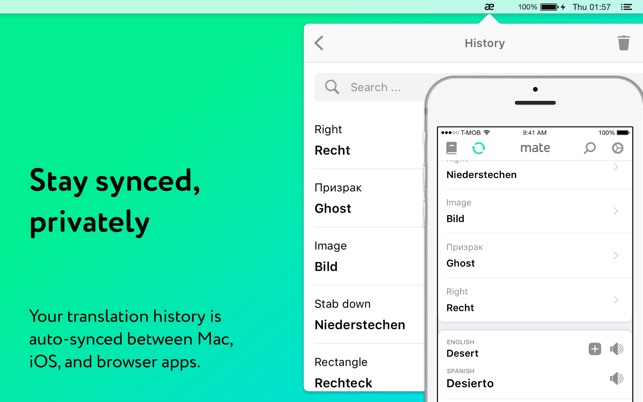 æ 100% Thu 01:57
History
Search ...
Right
Recht
Призрак
Ghost
Image
Bild
Stab down
Niederstechen
Rectangle
Rechteck
Stay synced,
privately
Your translation history is
auto-synced between Mac,
iOS, and browser apps.
T-MOB 9:41 AM 100%
mate
Right
Niederstechen
Image
Bild
Призрак
Ghost
Right
Recht
ENGLISH
Desert
SPANISH
Desierto